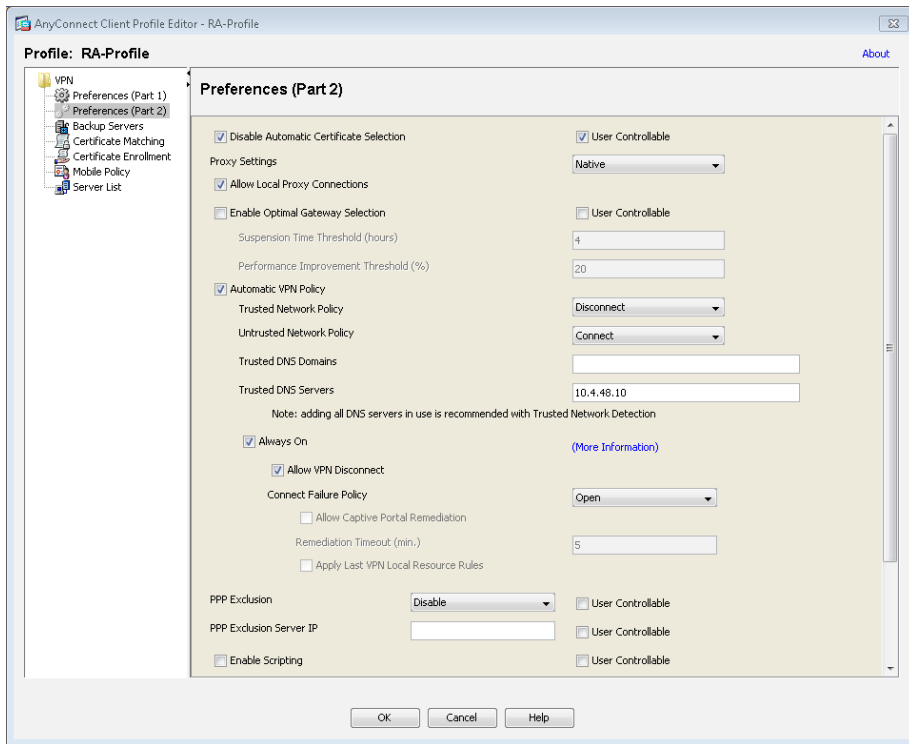 AnyConnect Client Profile Editor - RA-Profile
Profile: RA-Profile
About
VPN
Preferences (Part 1)
Preferences (Part 2)
Backup Servers
Certificate Matching
Certificate Enrollment
Mobile Policy
Server List
Preferences (Part 2)
Disable Automatic Certificate Selection
User Controllable
Proxy Settings
Native
Allow Local Proxy Connections
Enable Optimal Gateway Selection
User Controllable
Suspension Time Threshold (hours)
4
Performance Improvement Threshold (%)
20
Automatic VPN Policy
Trusted Network Policy
Disconnect
Untrusted Network Policy
Connect
Trusted DNS Domains
Trusted DNS Servers
10.4.48.10
Note: adding all DNS servers in use is recommended with Trusted Network Detection
Always On
(More Information)
Allow VPN Disconnect
Connect Failure Policy
Open
Allow Captive Portal Remediation
Remediation Timeout (min.)
5
Apply Last VPN Local Resource Rules
PPP Exclusion
Disable
User Controllable
PPP Exclusion Server IP
User Controllable
Enable Scripting
User Controllable
OK
Cancel
Help